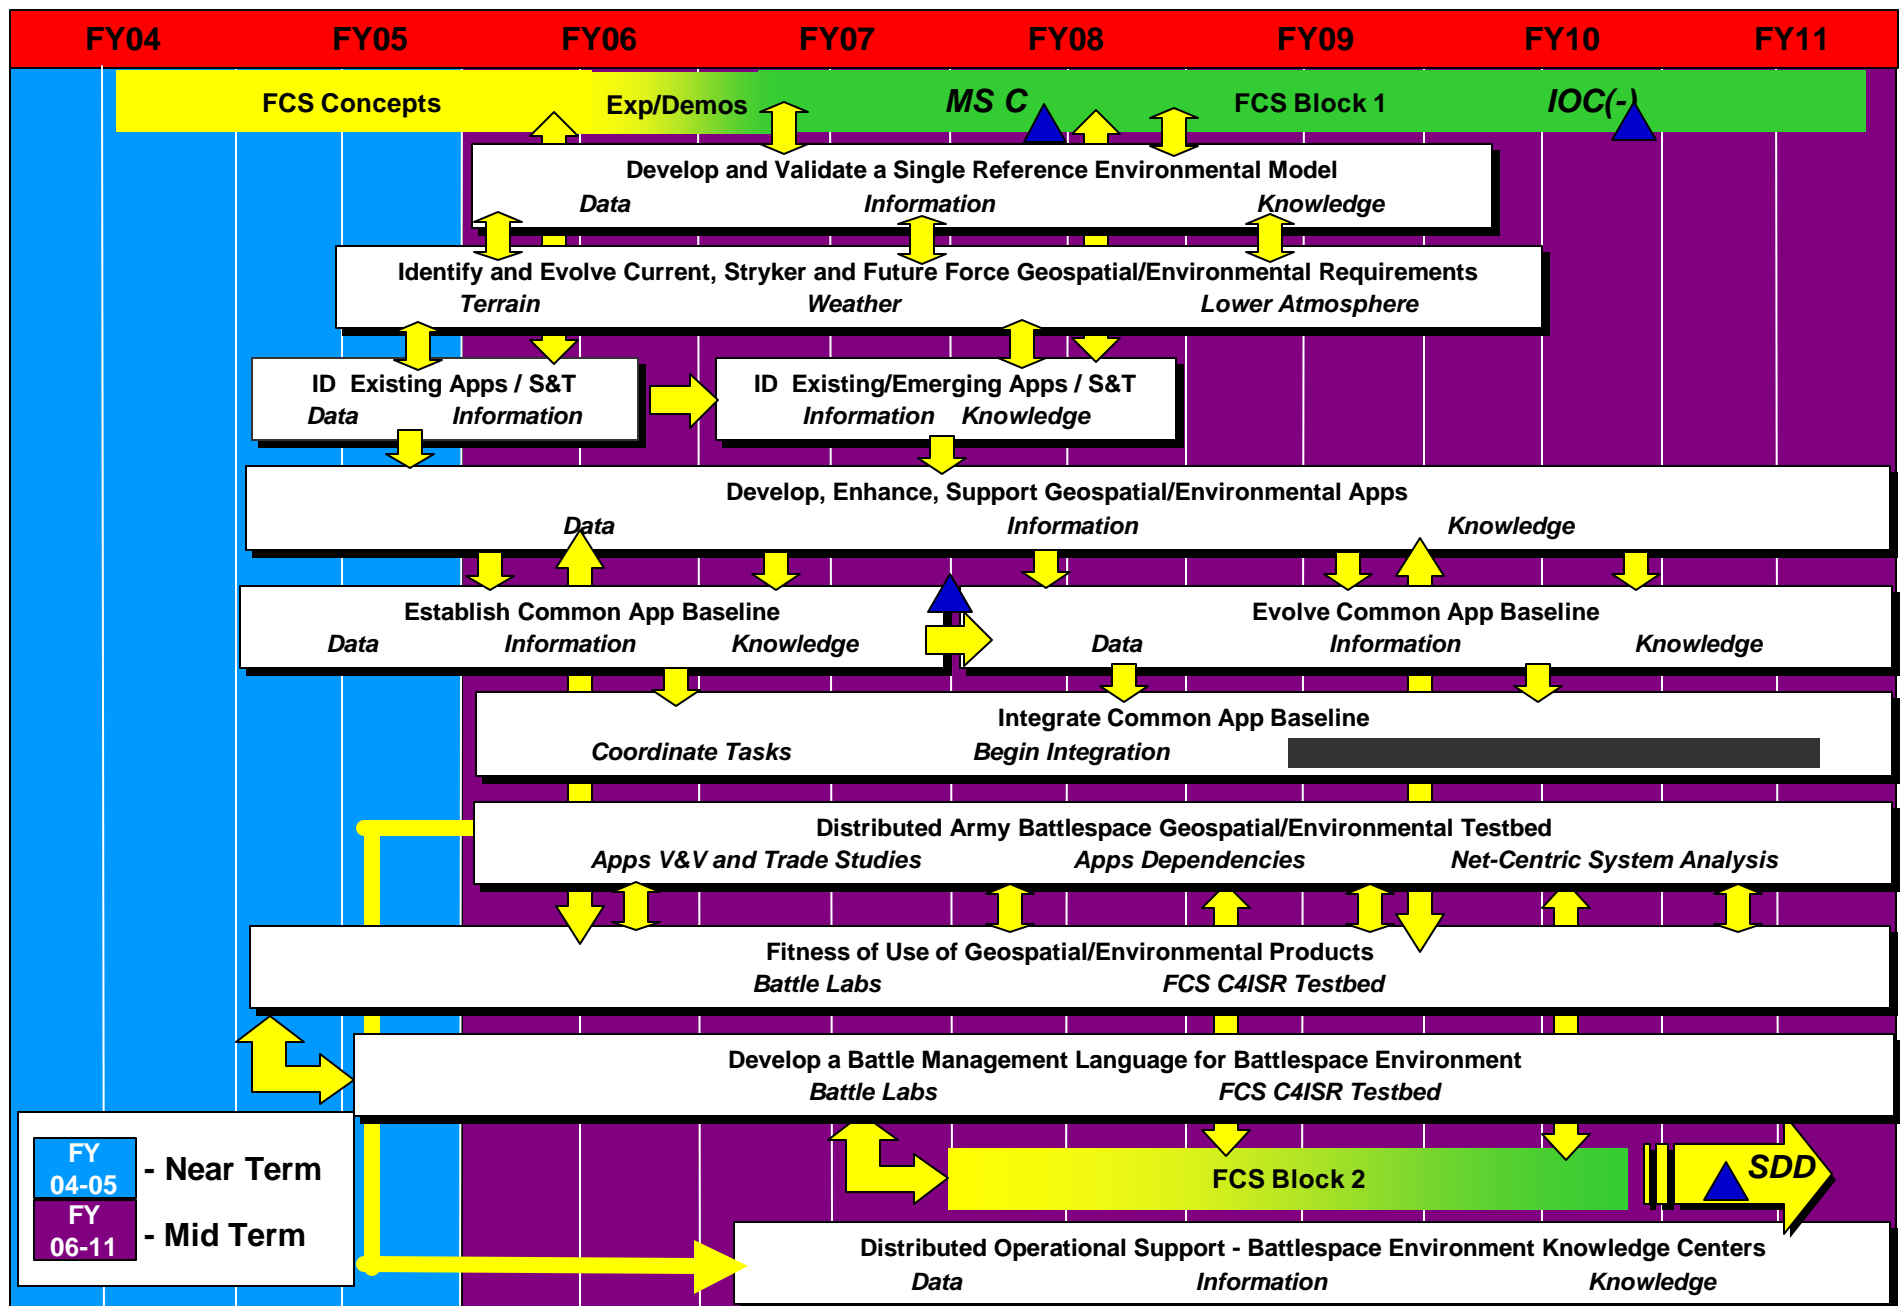 FY04 FY05 FY06 FY07 FY08 FY09 FY10 FY11
FCS Concepts Exp/Demos MS C FCS Block 1 IOC(-)
Develop and Validate a Single Reference Environmental Model
Data Information Knowledge
Identify and Evolve Current, Stryker and Future Force Geospatial/Environmental Requirements
Terrain Weather Lower Atmosphere
ID Existing Apps / S&T
Data Information
ID Existing/Emerging Apps / S&T
Information Knowledge
Develop, Enhance, Support Geospatial/Environmental Apps
Data Information Knowledge
Establish Common App Baseline
Data Information Knowledge
Evolve Common App Baseline
Data Information Knowledge
Integrate Common App Baseline
Coordinate Tasks Begin Integration
Distributed Army Battlespace Geospatial/Environmental Testbed
Apps V&V and Trade Studies Apps Dependencies Net-Centric System Analysis
Fitness of Use of Geospatial/Environmental Products
Battle Labs FCS C4ISR Testbed
Develop a Battle Management Language for Battlespace Environment
Battle Labs FCS C4ISR Testbed
FY
04-05
- Near Term
FY
06-11
- Mid Term
FCS Block 2 SDD
Distributed Operational Support - Battlespace Environment Knowledge Centers
Data Information Knowledge